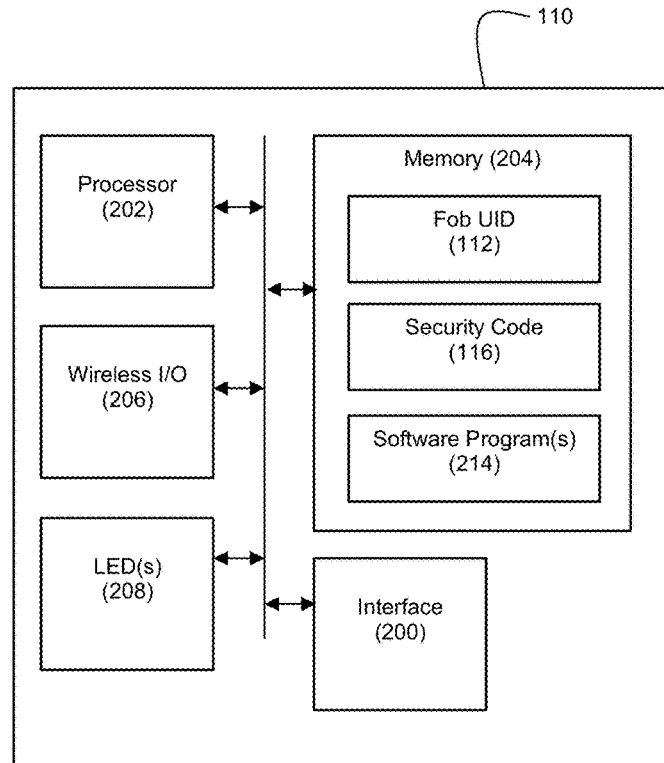 110
Processor
(202)
Memory (204)
Fob UID
(112)
Security Code
(116)
Wireless I/O
(206)
Software Program(s)
(214)
LED(s)
(208)
Interface
(200)